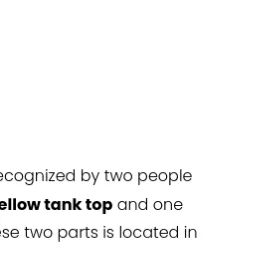 ecognized by two people
ellow tank top and one
se two parts is located in